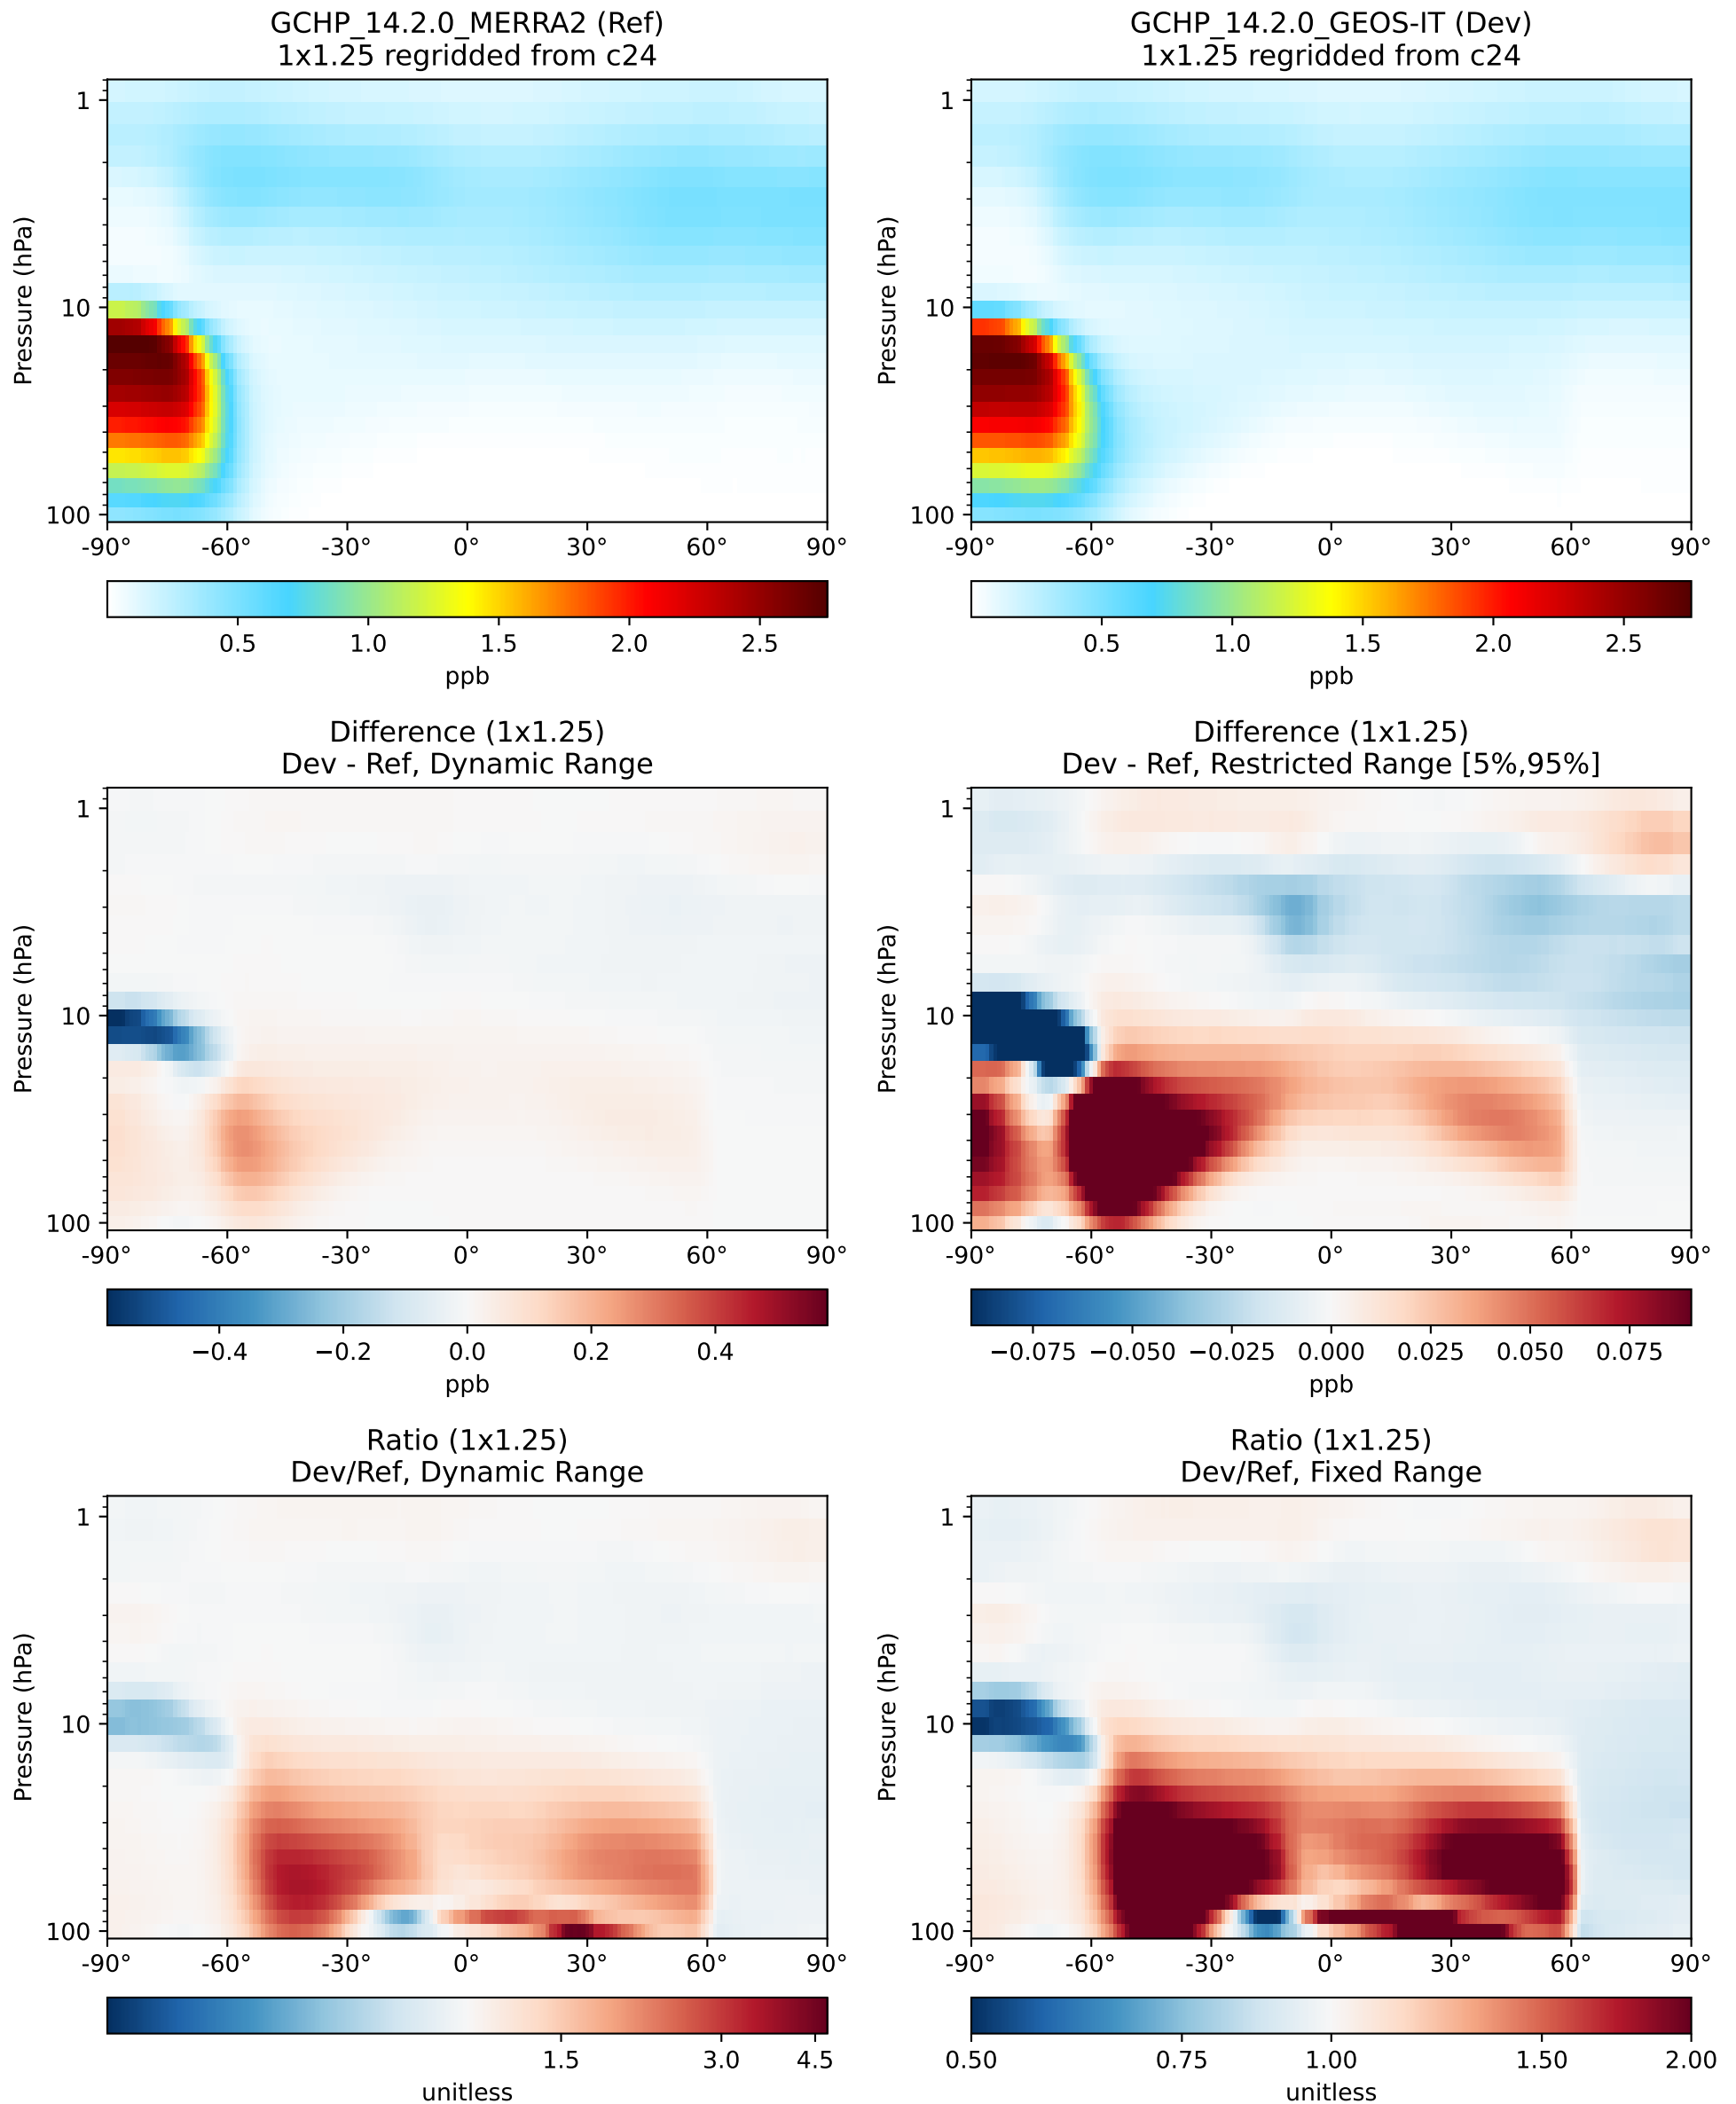 GCHP_14.2.0_MERRA2 (Ref)
1x1.25 regridded from c24
Pressure (hPa)
1
10
100
-90° -60° -30° 0° 30° 60° 90°
0.5 1.0 1.5 2.0 2.5
ppb
GCHP_14.2.0_GEOS-IT (Dev)
1x1.25 regridded from c24
Pressure (hPa)
1
10
100
-90° -60° -30° 0° 30° 60° 90°
0.5 1.0 1.5 2.0 2.5
ppb
Difference (1x1.25)
Dev - Ref, Dynamic Range
Pressure (hPa)
1
10
100
-90° -60° -30° 0° 30° 60° 90°
−0.4 −0.2 0.0 0.2 0.4
ppb
Difference (1x1.25)
Dev - Ref, Restricted Range [5%,95%]
Pressure (hPa)
1
10
100
-90° -60° -30° 0° 30° 60° 90°
−0.075 −0.050 −0.025 0.000 0.025 0.050 0.075
ppb
Ratio (1x1.25)
Dev/Ref, Dynamic Range
Pressure (hPa)
1
10
100
-90° -60° -30° 0° 30° 60° 90°
1.5 3.0 4.5
unitless
Ratio (1x1.25)
Dev/Ref, Fixed Range
Pressure (hPa)
1
10
100
-90° -60° -30° 0° 30° 60° 90°
0.50 0.75 1.00 1.50 2.00
unitless